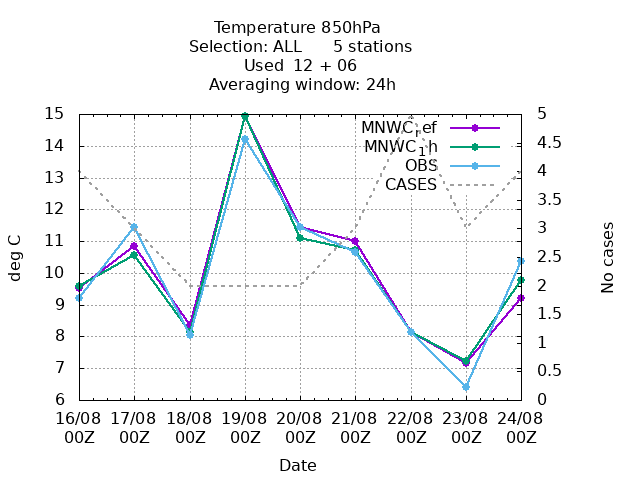 Temperature 850hPa
Selection: ALL      5 stations
Used  12 + 06
Averaging window: 24h
15
14
13
12
11
10
9
8
7
6
5
4.5
4
3.5
3
2.5
2
1.5
1
0.5
0
deg C
No cases
MNWC_ref
MNWC_1h
OBS
CASES
16/08 17/08 18/08 19/08 20/08 21/08 22/08 23/08 24/08
00Z 00Z 00Z 00Z 00Z 00Z 00Z 00Z 00Z
Date